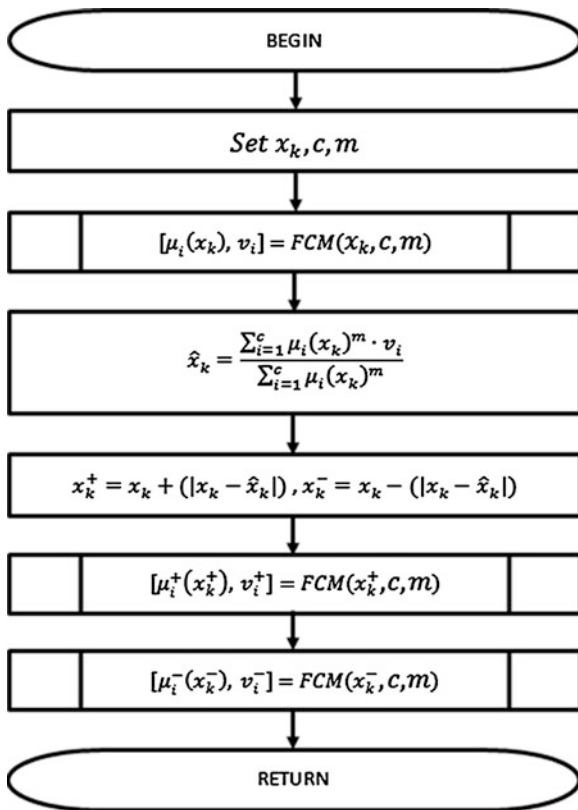 BEGIN
Set x_k, c, m
[μ_i(x_k), v_i] = FCM(x_k, c, m)
x̂_k = \frac{∑_{i=1}^{c} μ_i(x_k)^m · v_i}{∑_{i=1}^{c} μ_i(x_k)^m}
x_k^+ = x_k + (|x_k − x̂_k|), x_k^- = x_k − (|x_k − x̂_k|)
[μ_i^+(x_k^+), v_i^+] = FCM(x_k^+, c, m)
[μ_i^-(x_k^-), v_i^-] = FCM(x_k^-, c, m)
RETURN